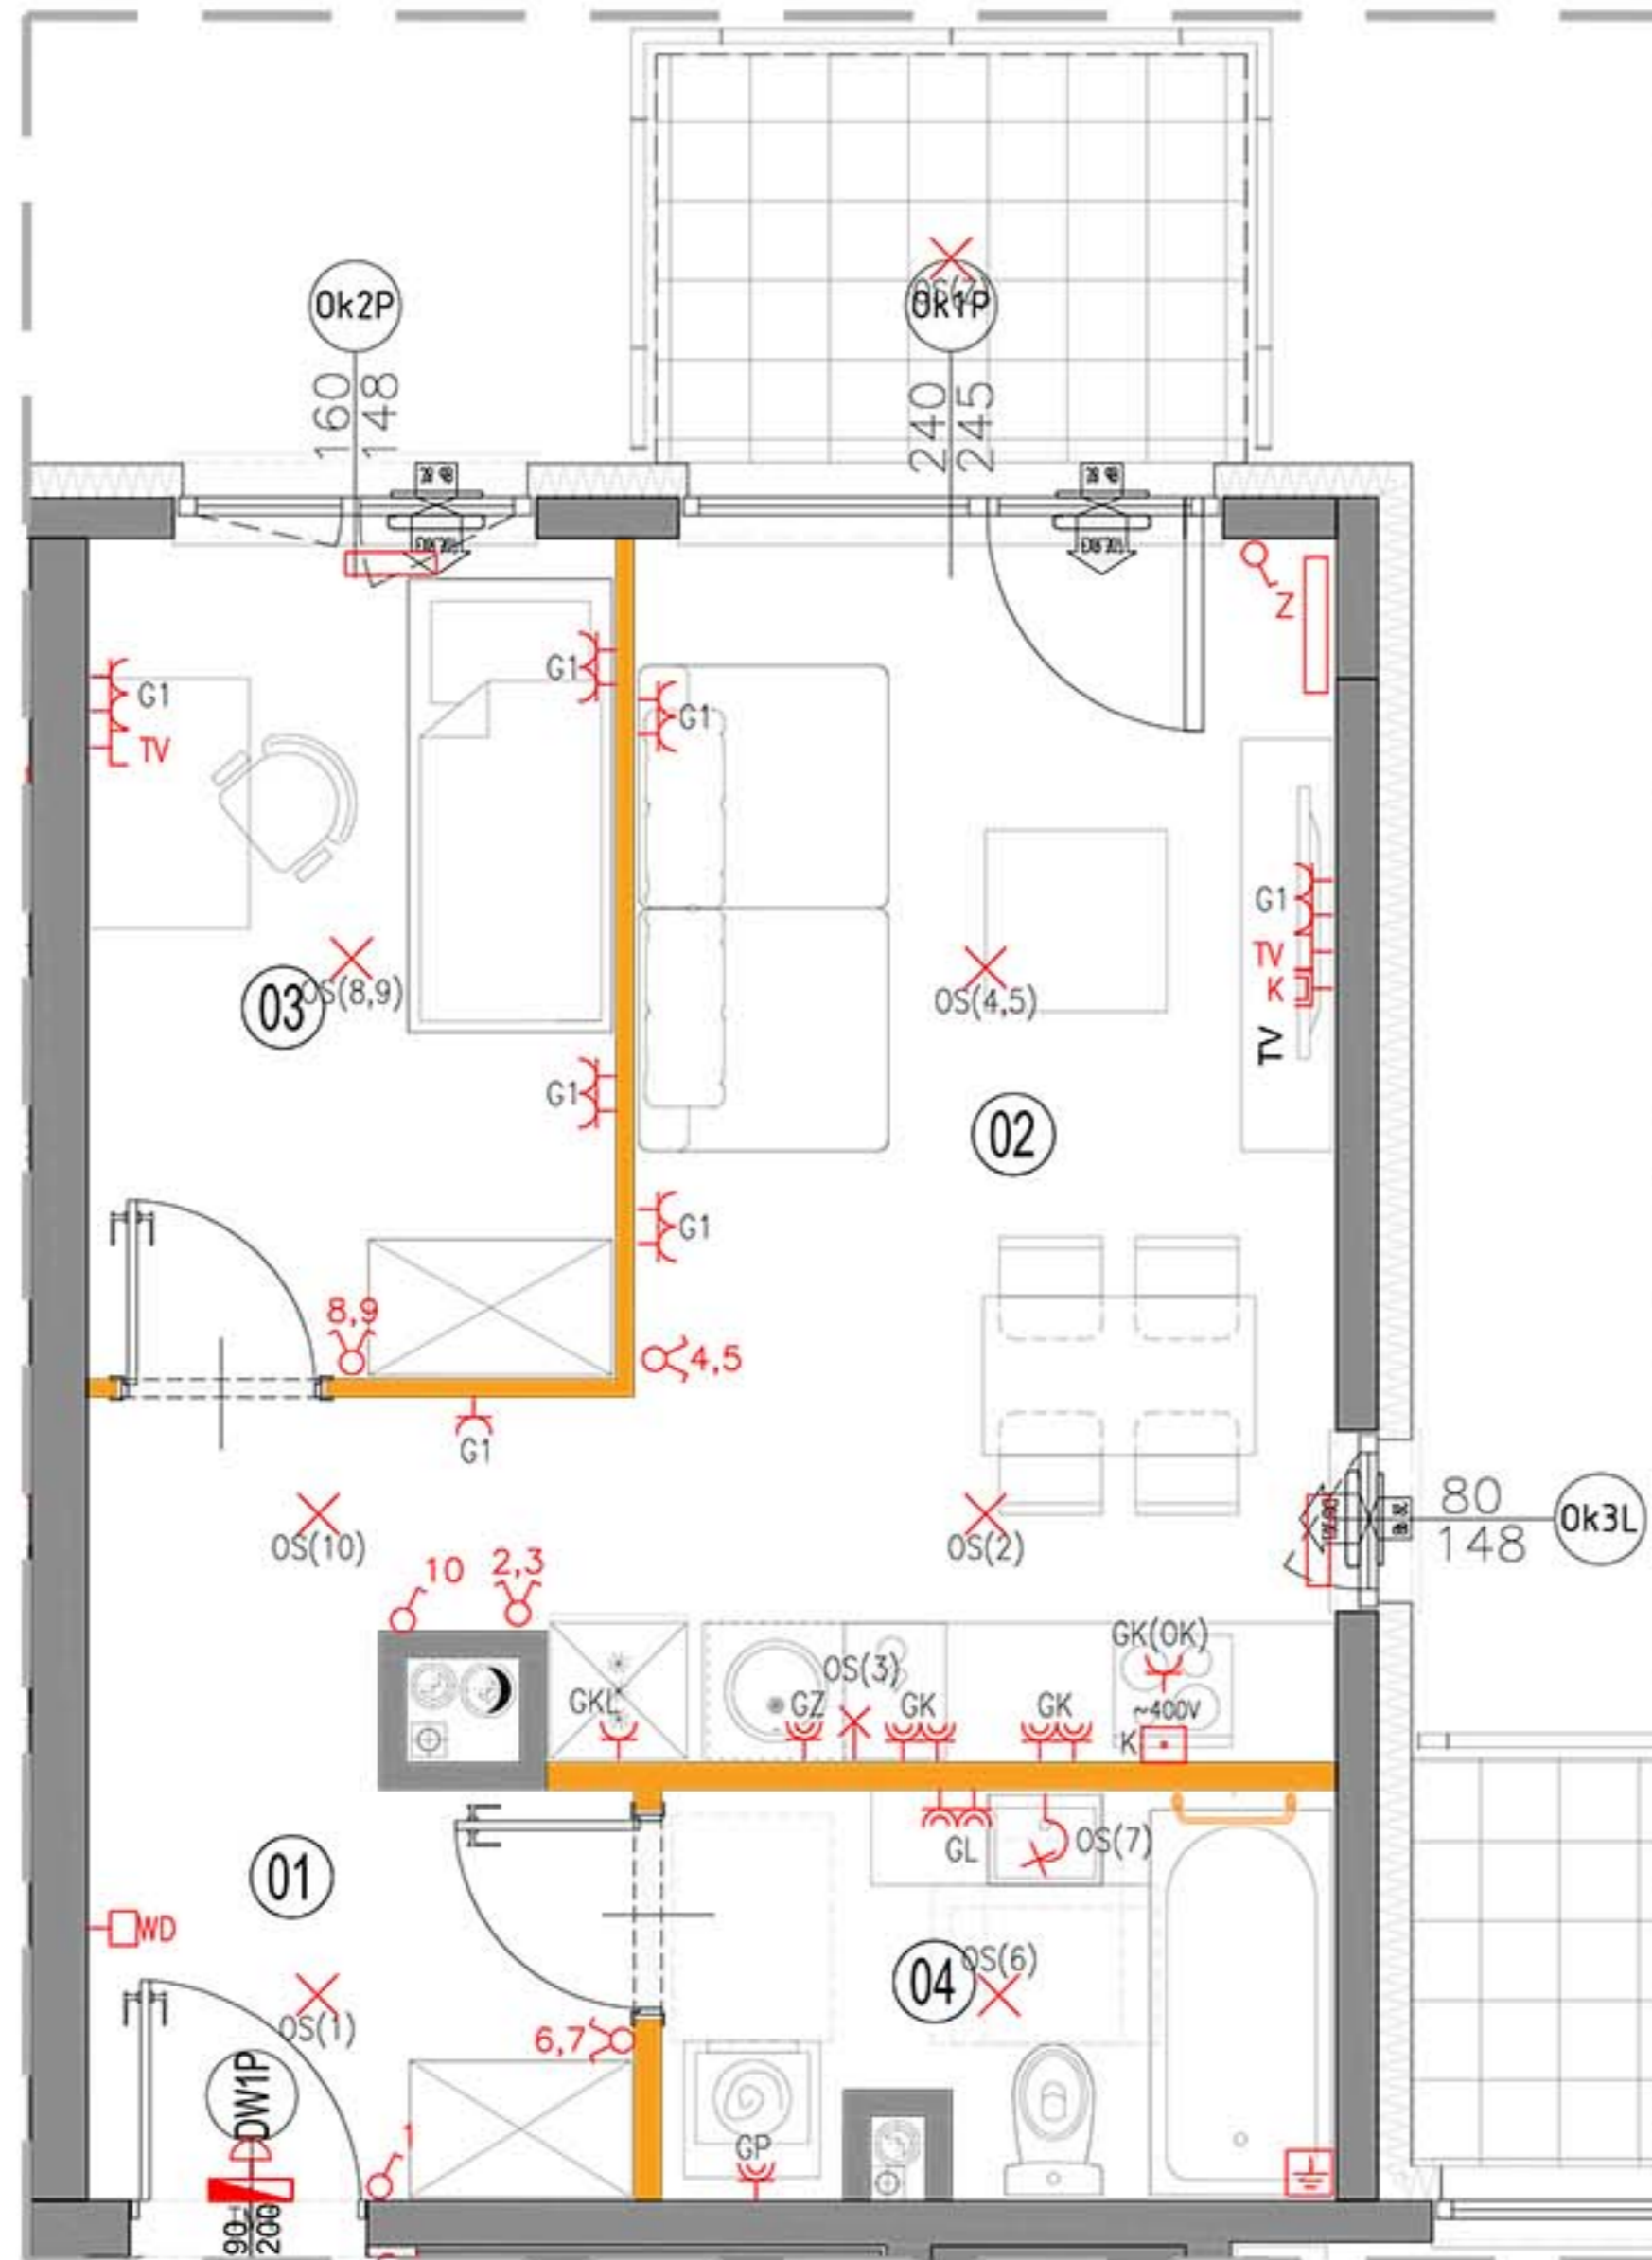 Ok2P
Ok1P
160
148
240
245
Z
G1
G1
G1
TV
G1
TV
K
TV
OS(8,9)
03
OS(4,5)
G1
02
G1
8,9
4,5
G1
80
148
Ok3L
OS(10)
OS(2)
10
2,3
GK(OK)
OS(3)
GKL
GZ
GK
GK
~400V
K
GL
OS(7)
01
WD
04
OS(6)
OS(1)
6,7
DW1P
1
GP
90
200